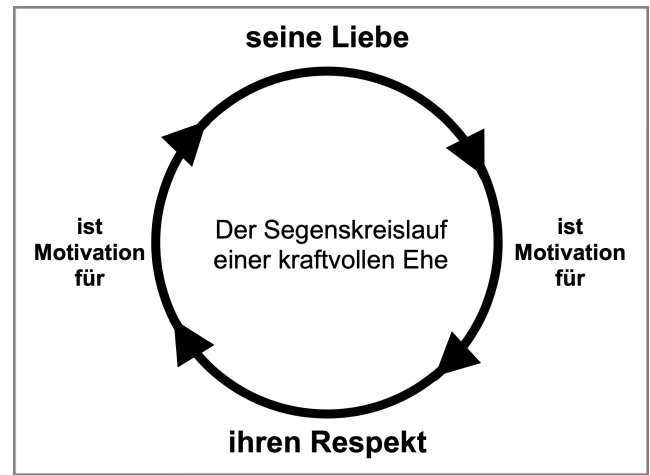 seine Liebe
ist
Motivation
für
Der Segenskreislauf
einer kraftvollen Ehe
ist
Motivation
für
ihren Respekt